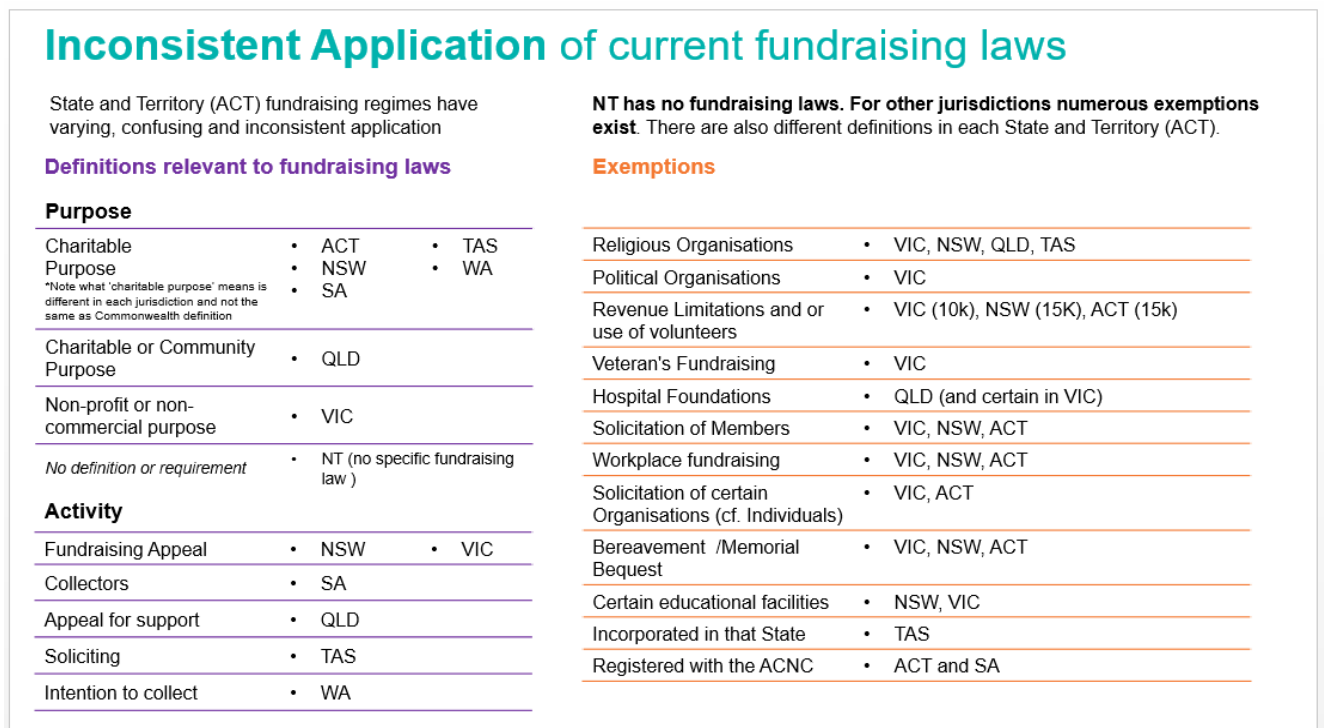 Inconsistent Application of current fundraising laws
State and Territory (ACT) fundraising regimes have
varying, confusing and inconsistent application
Definitions relevant to fundraising laws
Purpose
Charitable • ACT • TAS
Purpose • NSW • WA
*Note what 'charitable purpose' means is • SA
different in each jurisdiction and not the
same as Commonwealth definition
Charitable or Community
Purpose • QLD
Non-profit or non-
commercial purpose • VIC
No definition or requirement • NT (no specific fundraising
law )
Activity
Fundraising Appeal • NSW • VIC
Collectors • SA
Appeal for support • QLD
Soliciting • TAS
Intention to collect • WA
NT has no fundraising laws. For other jurisdictions numerous exemptions
exist. There are also different definitions in each State and Territory (ACT).
Exemptions
Religious Organisations • VIC, NSW, QLD, TAS
Political Organisations • VIC
Revenue Limitations and or • VIC (10k), NSW (15K), ACT (15k)
use of volunteers
Veteran's Fundraising • VIC
Hospital Foundations • QLD (and certain in VIC)
Solicitation of Members • VIC, NSW, ACT
Workplace fundraising • VIC, NSW, ACT
Solicitation of certain • VIC, ACT
Organisations (cf. Individuals)
Bereavement /Memorial • VIC, NSW, ACT
Bequest
Certain educational facilities • NSW, VIC
Incorporated in that State • TAS
Registered with the ACNC • ACT and SA